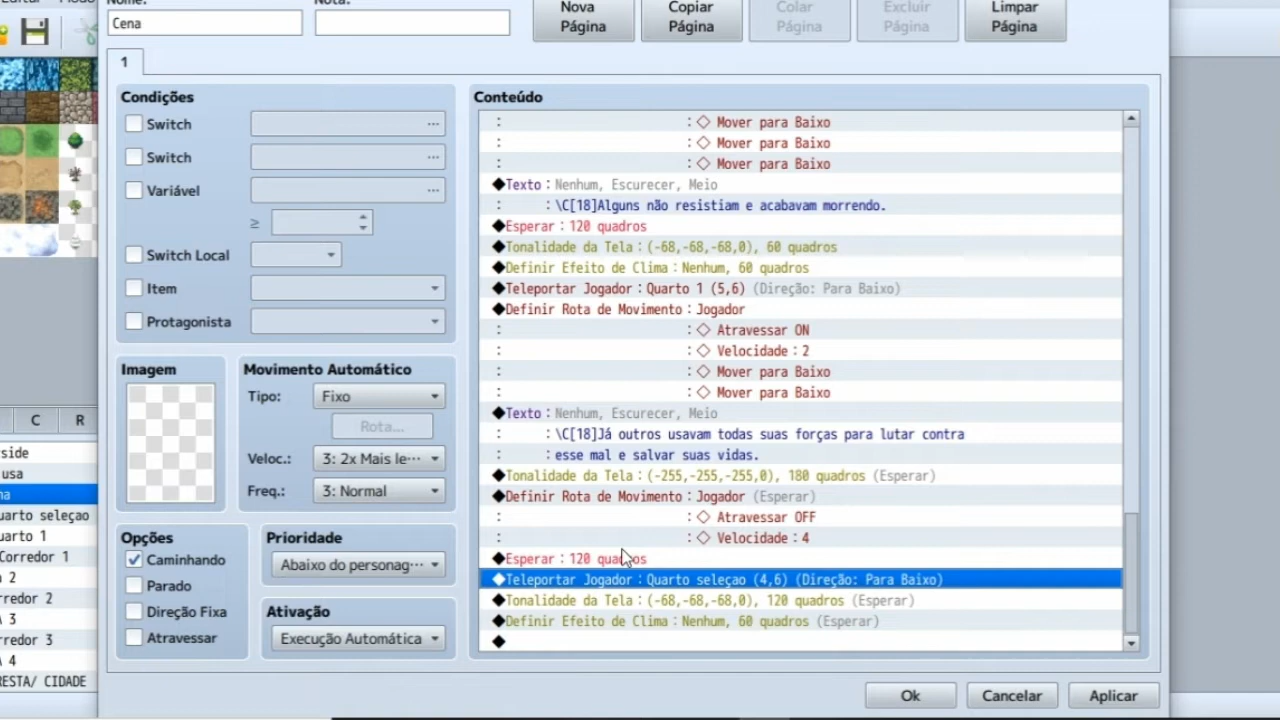 Nome:
Nota:
Cena
Nova Página
Copiar Página
Colar Página
Excluir Página
Limpar Página
1
Condições
Switch
Switch
Variável
≥
Switch Local
Item
Protagonista
Imagem
Movimento Automático
Tipo: Fixo
Rota...
Veloc.: 3: 2x Mais le···
Freq.: 3: Normal
Opções
Caminhando
Parado
Direção Fixa
Atravessar
Prioridade
Abaixo do personag···
Ativação
Execução Automática
Conteúdo
: :◇ Mover para Baixo
: :◇ Mover para Baixo
: :◇ Mover para Baixo
◆Texto：Nenhum, Escurecer, Meio
: :\C[18]Alguns não resistiam e acabavam morrendo.
◆Esperar：120 quadros
◆Tonalidade da Tela：(-68,-68,-68,0), 60 quadros
◆Definir Efeito de Clima：Nenhum, 60 quadros
◆Teleportar Jogador：Quarto 1 (5,6) (Direção: Para Baixo)
◆Definir Rota de Movimento：Jogador
: :◇ Atravessar ON
: :◇ Velocidade：2
: :◇ Mover para Baixo
: :◇ Mover para Baixo
◆Texto：Nenhum, Escurecer, Meio
: :\C[18]Já outros usavam todas suas forças para lutar contra
: :esse mal e salvar suas vidas.
◆Tonalidade da Tela：(-255,-255,-255,0), 180 quadros (Esperar)
◆Definir Rota de Movimento：Jogador (Esperar)
: :◇ Atravessar OFF
: :◇ Velocidade：4
◆Esperar：120 quadros
◆Teleportar Jogador：Quarto seleçao (4,6) (Direção: Para Baixo)
◆Tonalidade da Tela：(-68,-68,-68,0), 120 quadros (Esperar)
◆Definir Efeito de Clima：Nenhum, 60 quadros (Esperar)
◆
C R
side
usa
na
uarto seleçao
uarto 1
Corredor 1
2
rredor 2
3
rredor 3
4
RESTA/ CIDADE
Ok
Cancelar
Aplicar